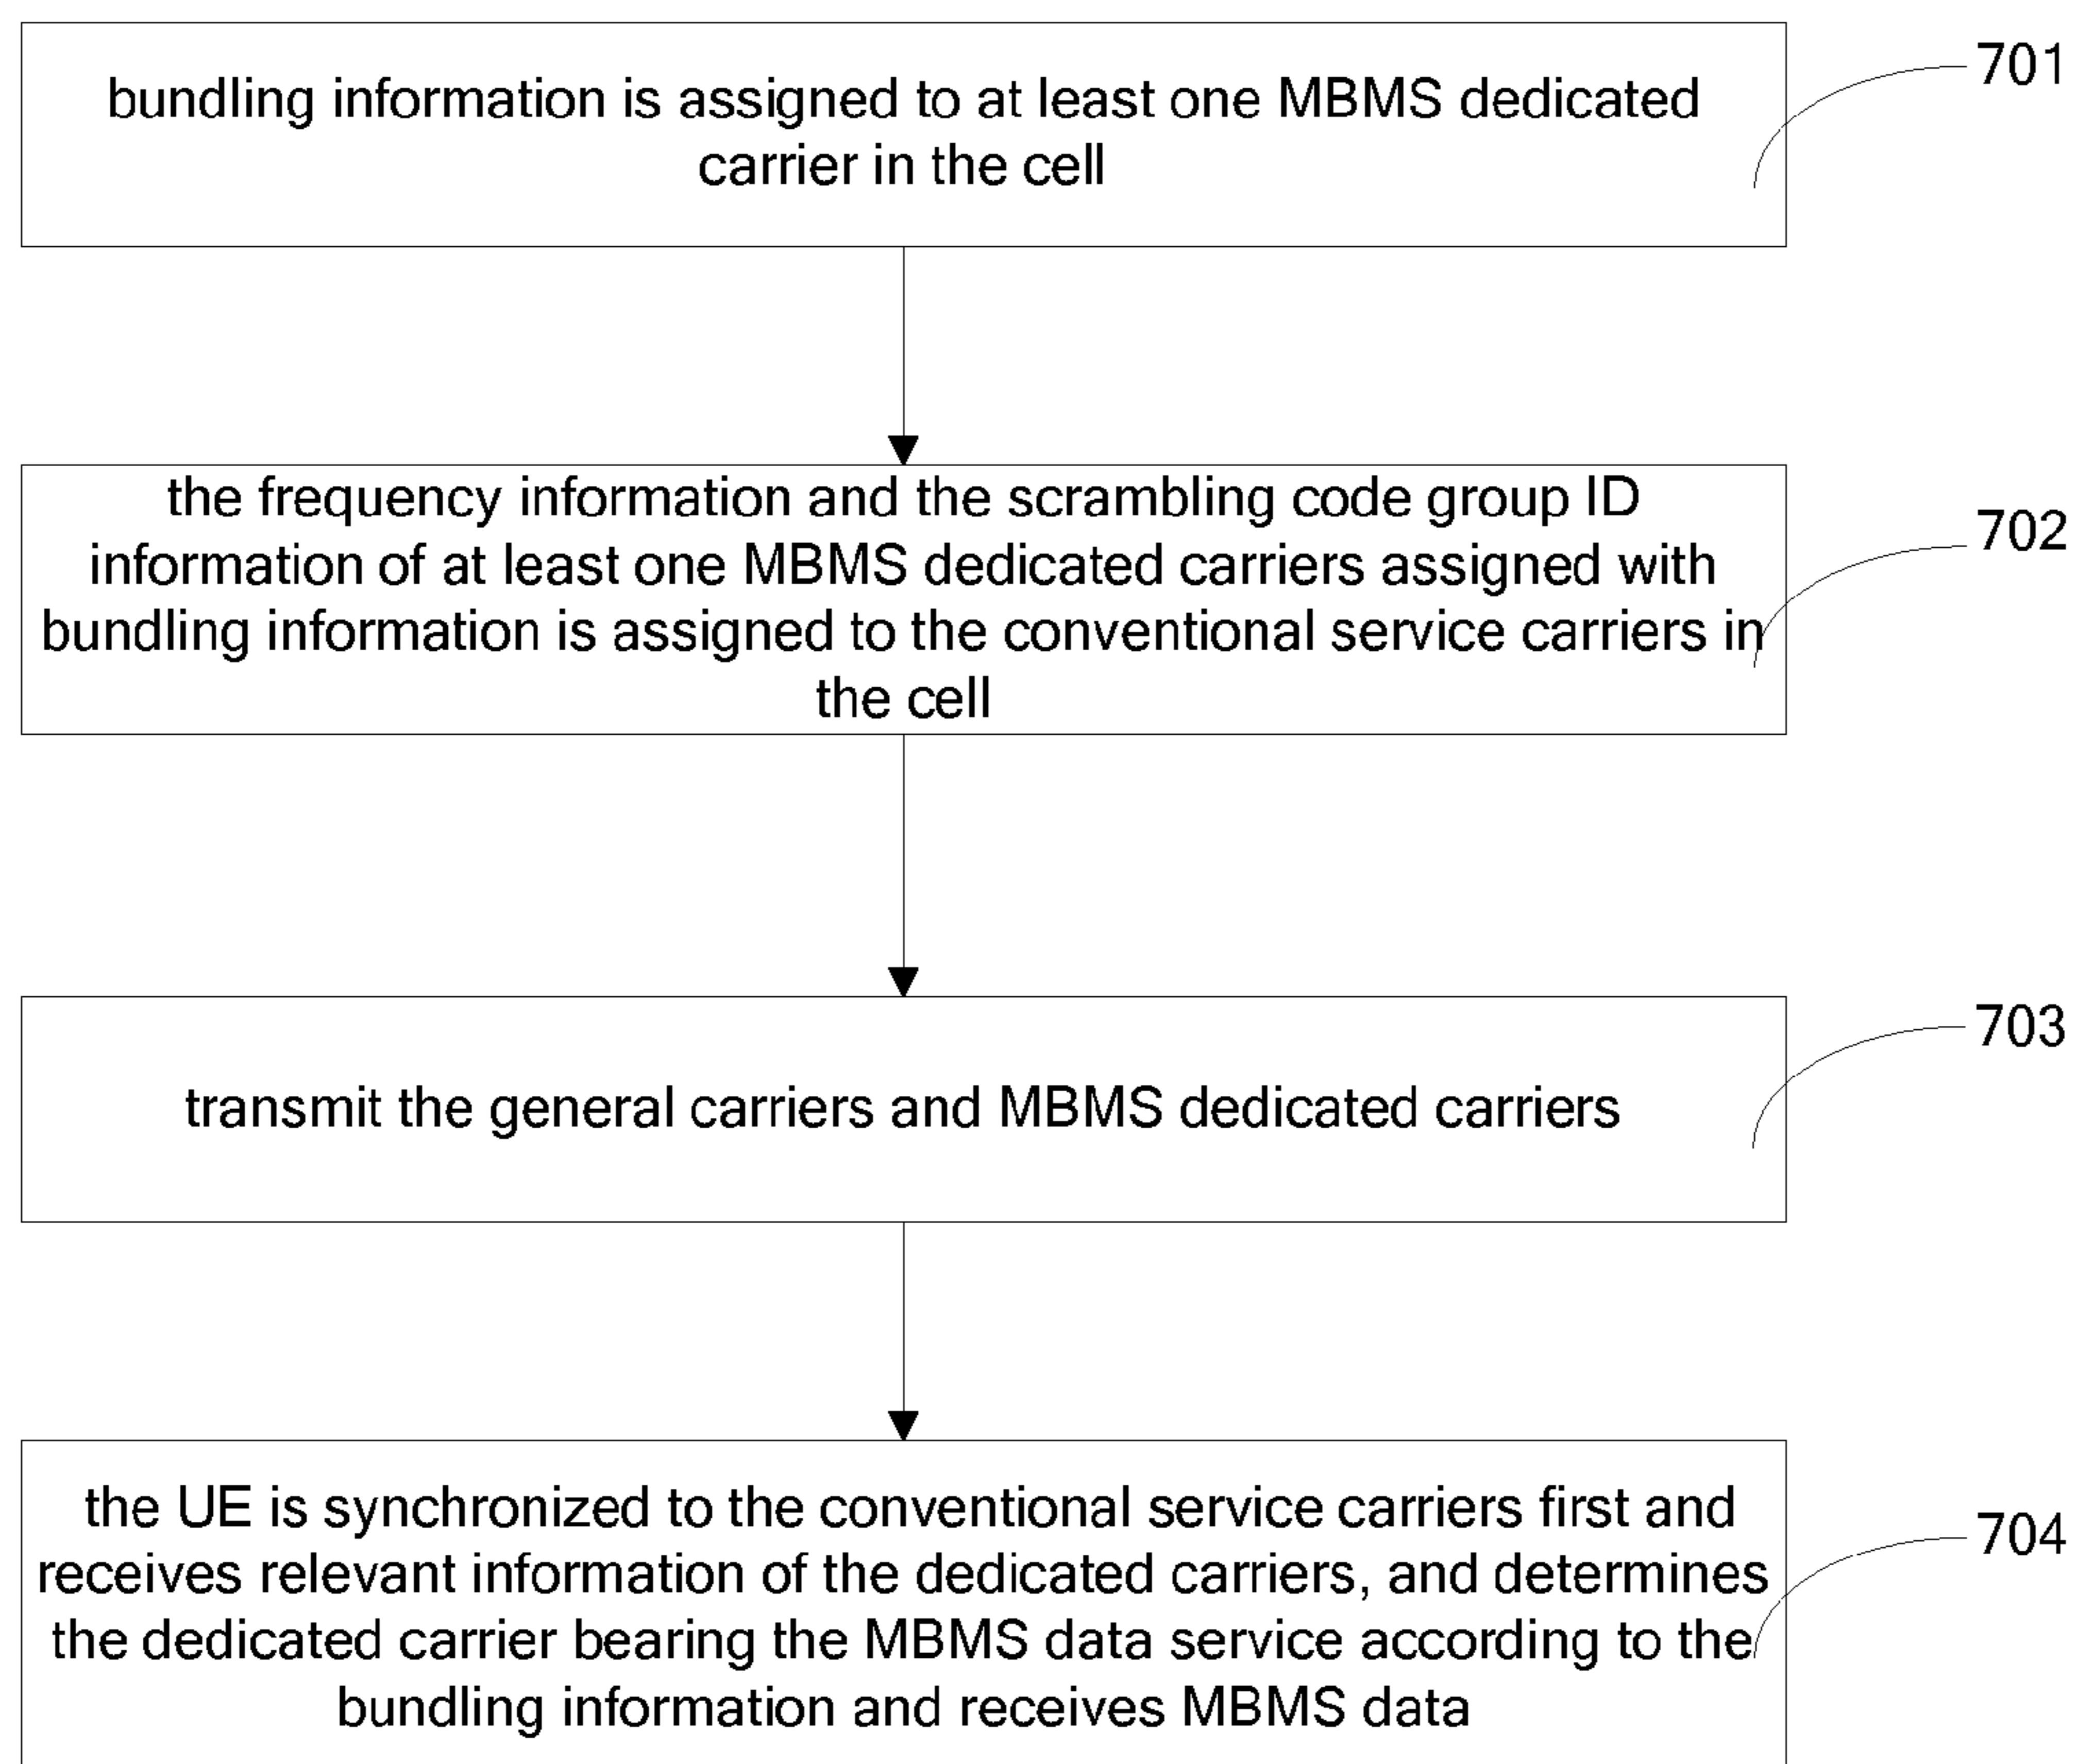 bundling information is assigned to at least one MBMS dedicated
carrier in the cell
701
the frequency information and the scrambling code group ID
information of at least one MBMS dedicated carriers assigned with
bundling information is assigned to the conventional service carriers in
the cell
702
transmit the general carriers and MBMS dedicated carriers
703
the UE is synchronized to the conventional service carriers first and
receives relevant information of the dedicated carriers, and determines
the dedicated carrier bearing the MBMS data service according to the
bundling information and receives MBMS data
704